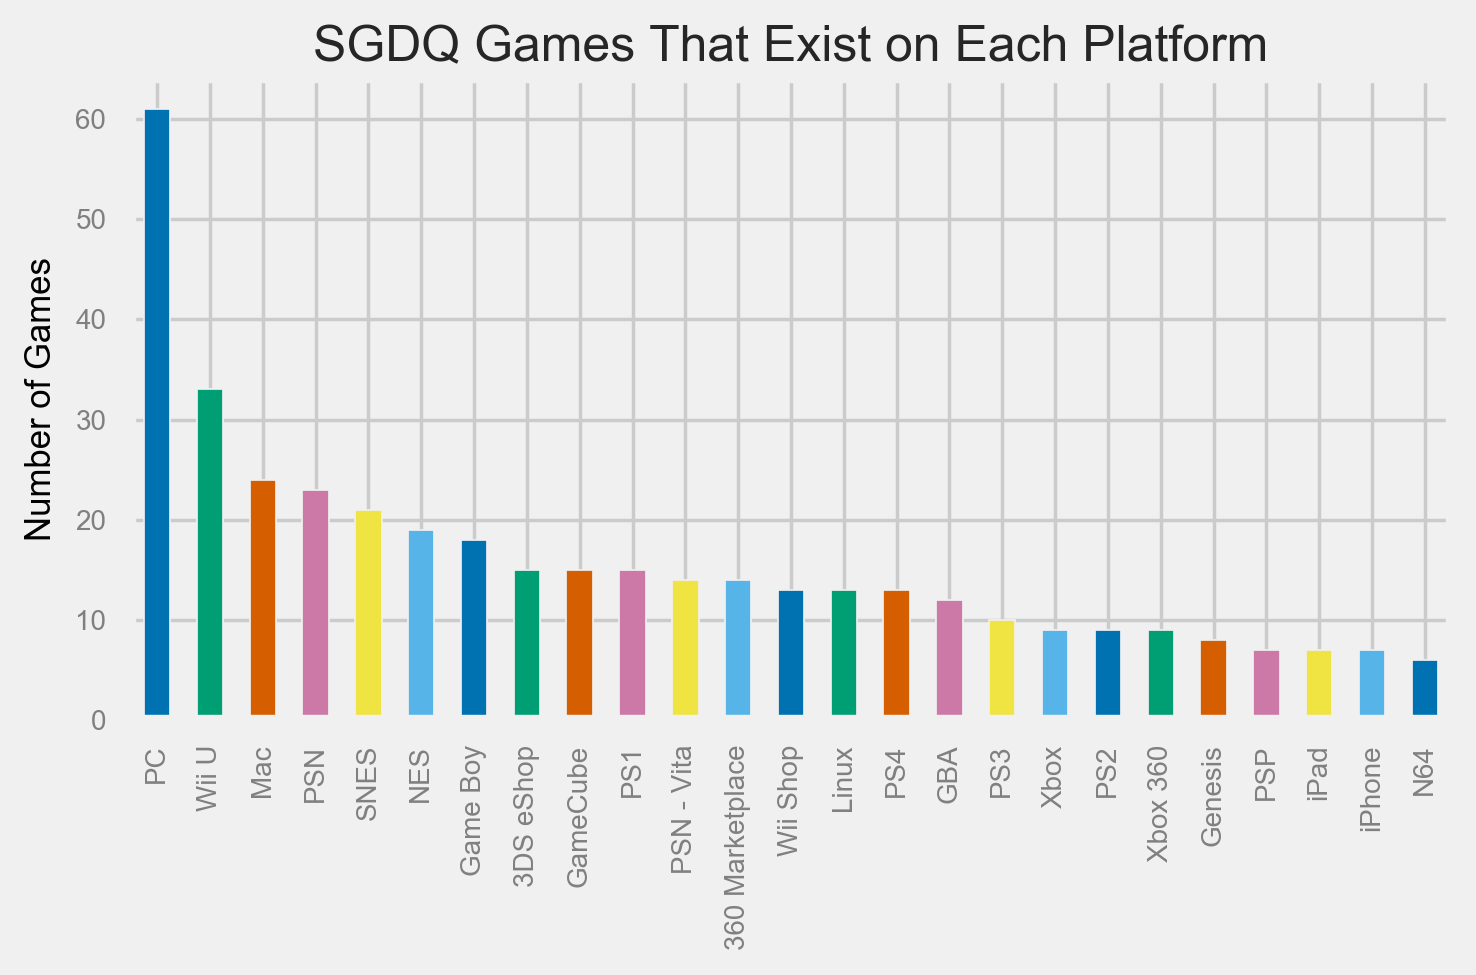 SGDQ Games That Exist on Each Platform
Number of Games
60
50
40
30
20
10
0
PC
Wii U
Mac
PSN
SNES
NES
Game Boy
3DS eShop
GameCube
PS1
PSN - Vita
360 Marketplace
Wii Shop
Linux
PS4
GBA
PS3
Xbox
PS2
Xbox 360
Genesis
PSP
iPad
iPhone
N64